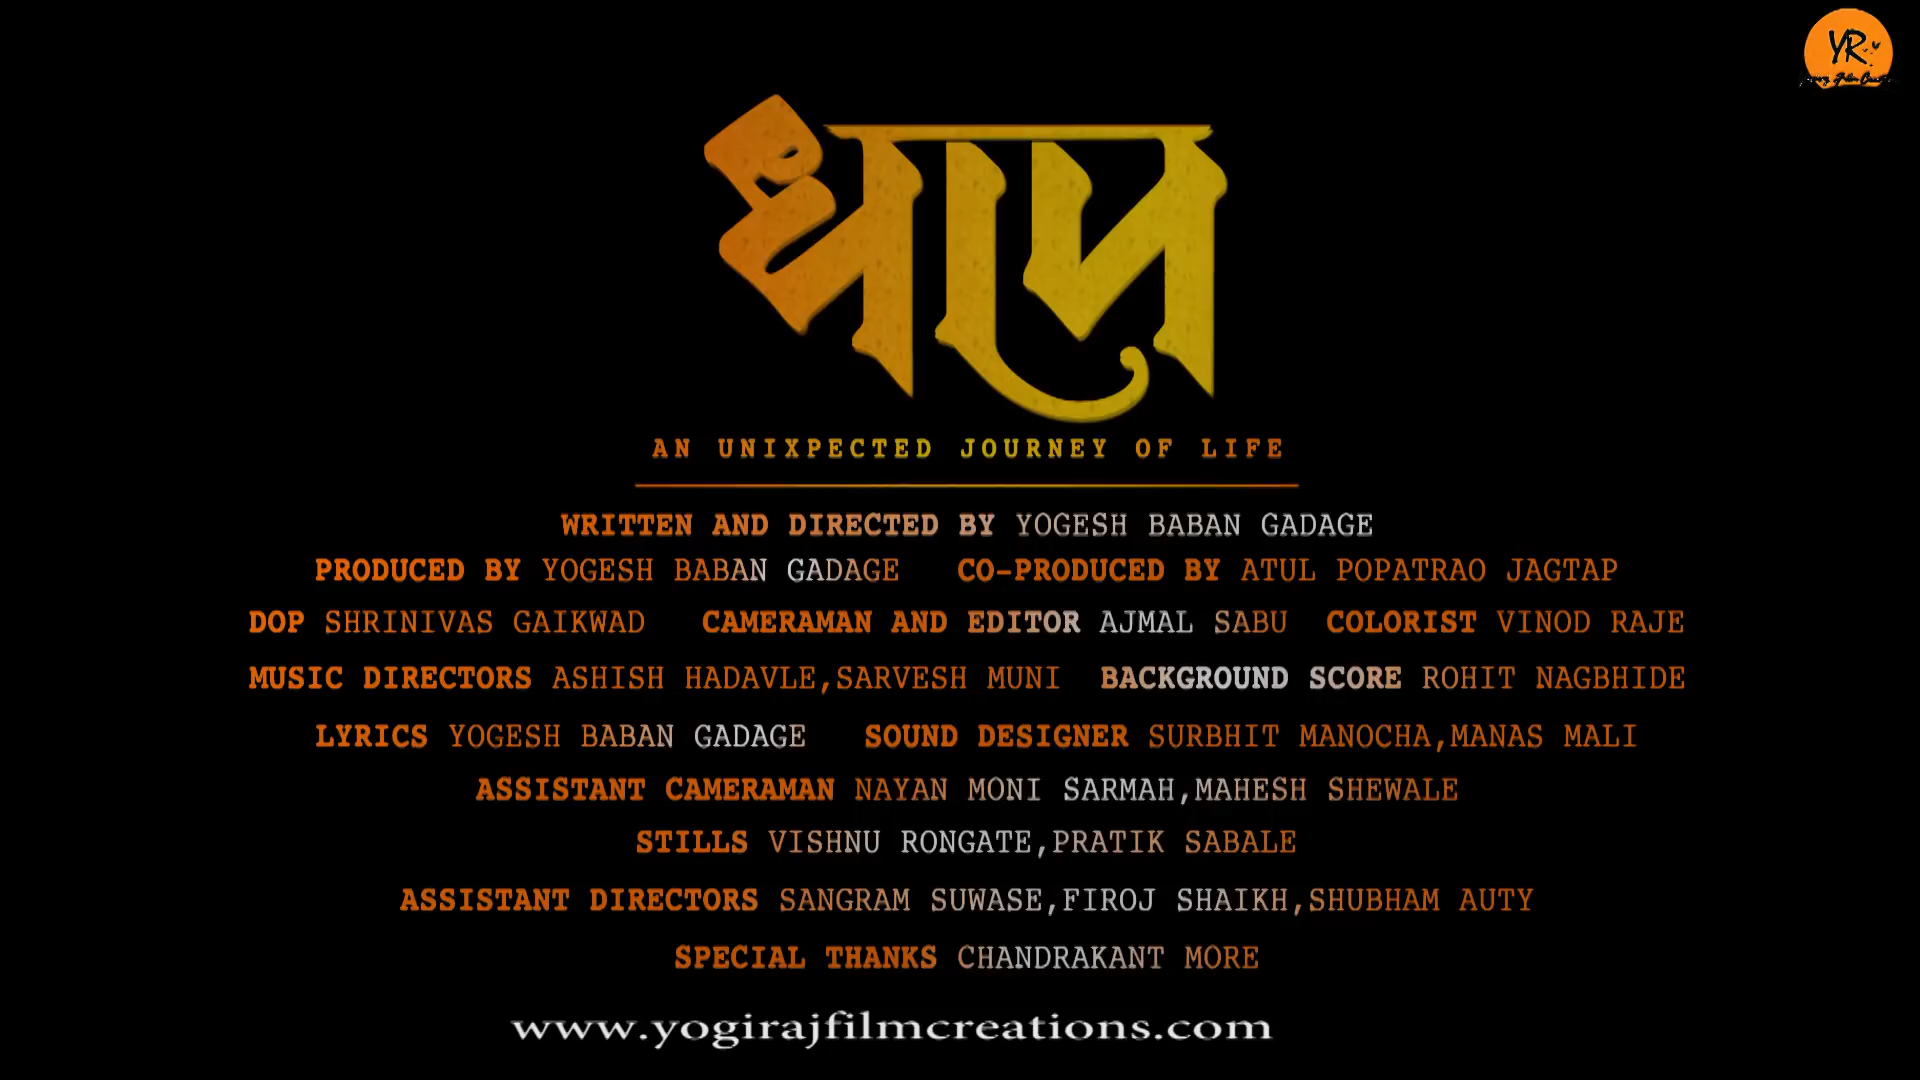 YR
धाप
AN UNIXPECTED JOURNEY OF LIFE
WRITTEN AND DIRECTED BY YOGESH BABAN GADAGE
PRODUCED BY YOGESH BABAN GADAGE CO-PRODUCED BY ATUL POPATRAO JAGTAP
DOP SHRINIVAS GAIKWAD CAMERAMAN AND EDITOR AJMAL SABU COLORIST VINOD RAJE
MUSIC DIRECTORS ASHISH HADAVLE,SARVESH MUNI BACKGROUND SCORE ROHIT NAGBHIDE
LYRICS YOGESH BABAN GADAGE SOUND DESIGNER SURBHIT MANOCHA,MANAS MALI
ASSISTANT CAMERAMAN NAYAN MONI SARMAH,MAHESH SHEWALE
STILLS VISHNU RONGATE,PRATIK SABALE
ASSISTANT DIRECTORS SANGRAM SUWASE,FIROJ SHAIKH,SHUBHAM AUTY
SPECIAL THANKS CHANDRAKANT MORE
www.yogirajfilmcreations.com